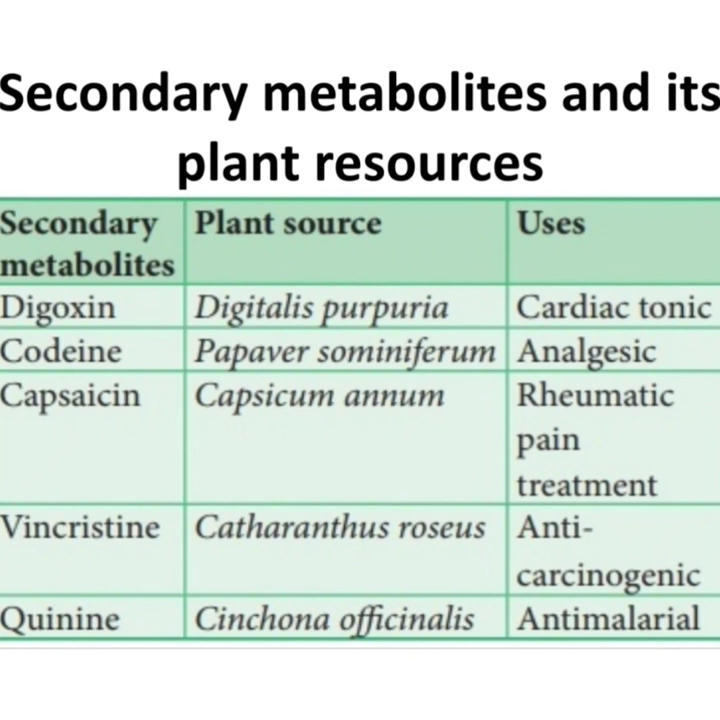 Secondary metabolites and its
plant resources
Secondary metabolites Plant source Uses
Digoxin Digitalis purpuria Cardiac tonic
Codeine Papaver sominiferum Analgesic
Capsaicin Capsicum annum Rheumatic pain treatment
Vincristine Catharanthus roseus Anti-carcinogenic
Quinine Cinchona officinalis Antimalarial